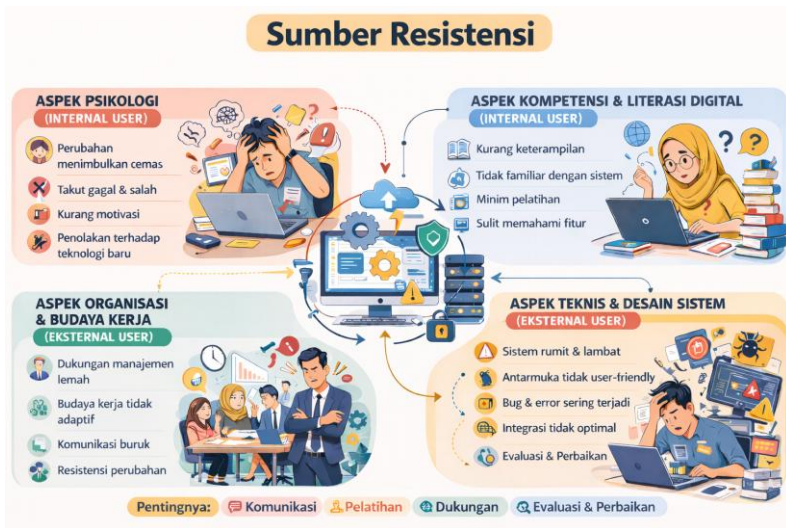 Sumber Resistensi
ASPEK PSIKOLOGI
(INTERNAL USER)
Perubahan
menimbulkan cemas
Takut gagal & salah
Kurang motivasi
Penolakan terhadap
teknologi baru
ASPEK KOMPETENSI & LITERASI DIGITAL
(INTERNAL USER)
Kurang keterampilan
Tidak familiar dengan sistem
Minim pelatihan
Sulit memahami fitur
ASPEK ORGANISASI
& BUDAYA KERJA
(EKSTERNAL USER)
Dukungan manajemen
lemah
Budaya kerja tidak
adaptif
Komunikasi buruk
Resistensi perubahan
ASPEK TEKNIS & DESAIN SISTEM
(EKSTERNAL USER)
Sistem rumit & lambat
Antarmuka tidak user-friendly
Bug & error sering terjadi
Integrasi tidak optimal
Evaluasi & Perbaikan
Pentingnya: Komunikasi Pelatihan Dukungan Evaluasi & Perbaikan